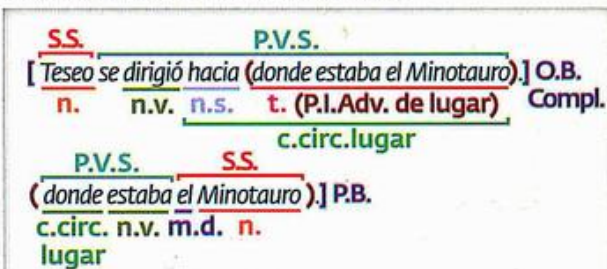 S.S. P.V.S.
[ Teseo se dirigió hacia (donde estaba el Minotauro).] O.B.
n. n.v. n.s. t. (P.I.Adv. de lugar) Compl.
c.circ.lugar
P.V.S. S.S.
( donde estaba el Minotauro ).] P.B.
c.circ. n.v. m.d. n.
lugar